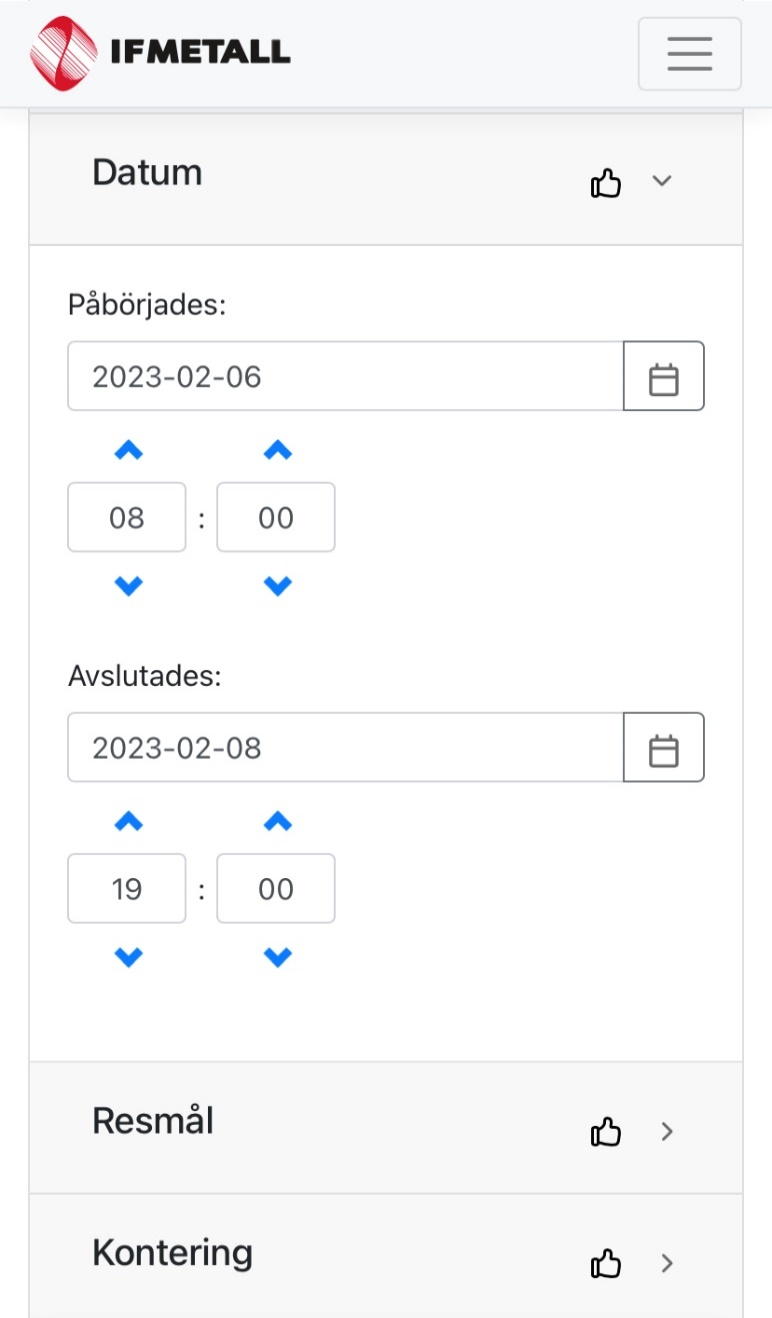 IFMETALL
Datum
Påbörjades:
2023-02-06
08 : 00
Avslutades:
2023-02-08
19 : 00
Resmål
Kontering